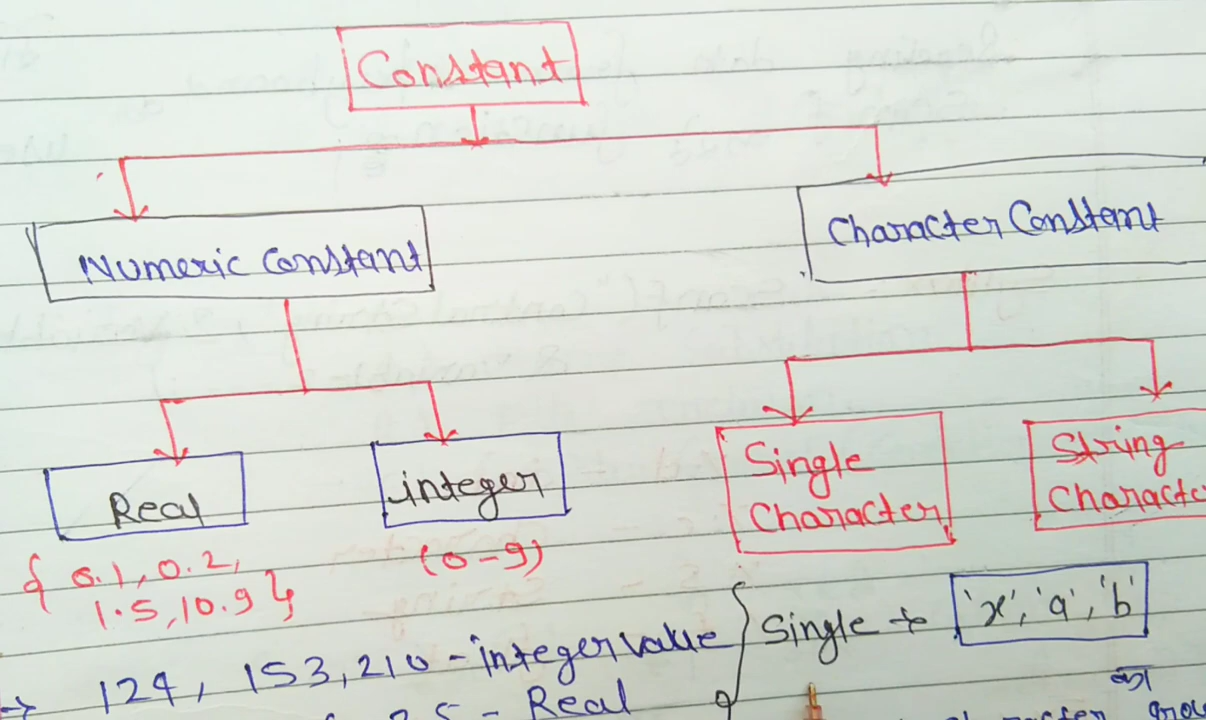 Constant
Numeric Constant
Character Constant
Real
integer
Single
Character
String
Characte
{ 0.1, 0.2,
1.5, 10.9 }
(0-9)
Single → 'x', 'a', 'b'
→ 124, 153, 210 - integer value
25 - Real
का